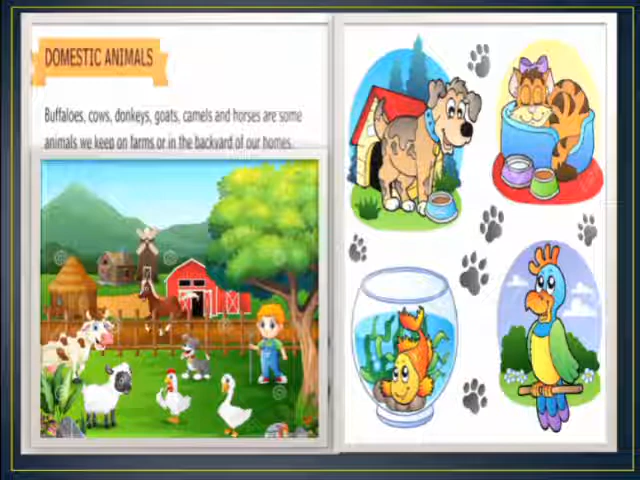 DOMESTIC ANIMALS
Buffaloes, cows, donkeys, goats, camels and horses are some
animals we keep on farms or in the backyard of our homes.